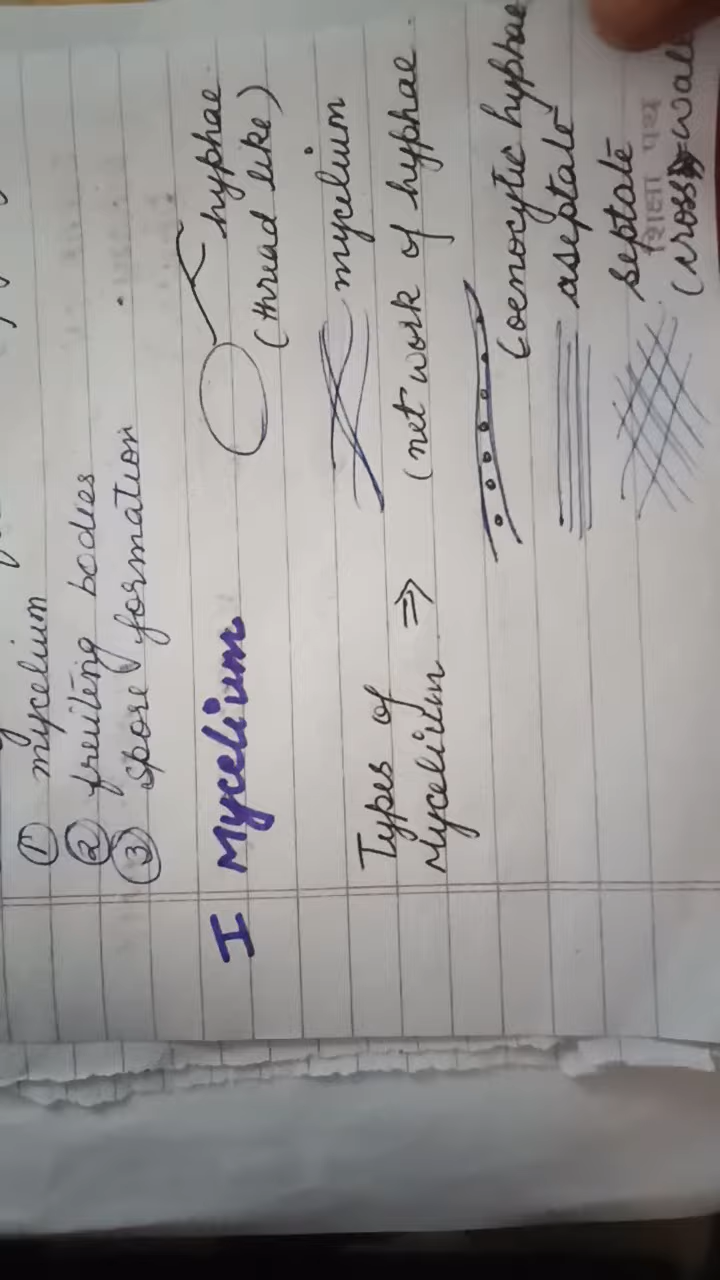 ① mycelium
② fruiting bodies
③ spore formation
I Mycelium
hyphae
(thread like)
mycelium
Types of
Mycelium ⇒
(net work of hyphae
Coenocytic hyphae
aseptate
septate
शिक्षा पथ
(cross wall